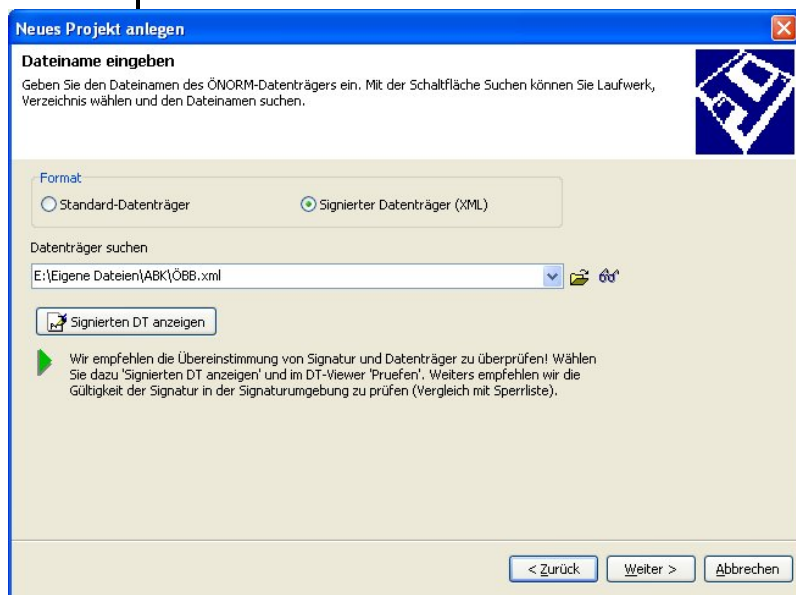 Neues Projekt anlegen
Dateiname eingeben
Geben Sie den Dateinamen des ÖNORM-Datenträgers ein. Mit der Schaltfläche Suchen können Sie Laufwerk,
Verzeichnis wählen und den Dateinamen suchen.
Format
Standard-Datenträger
Signierter Datenträger (XML)
Datenträger suchen
E:\Eigene Dateien\ABK\ÖBB.xml
Signierten DT anzeigen
Wir empfehlen die Übereinstimmung von Signatur und Datenträger zu überprüfen! Wählen
Sie dazu 'Signierten DT anzeigen' und im DT-Viewer 'Pruefen'. Weiters empfehlen wir die
Gültigkeit der Signatur in der Signaturumgebung zu prüfen (Vergleich mit Sperrliste).
< Zurück
Weiter >
Abbrechen